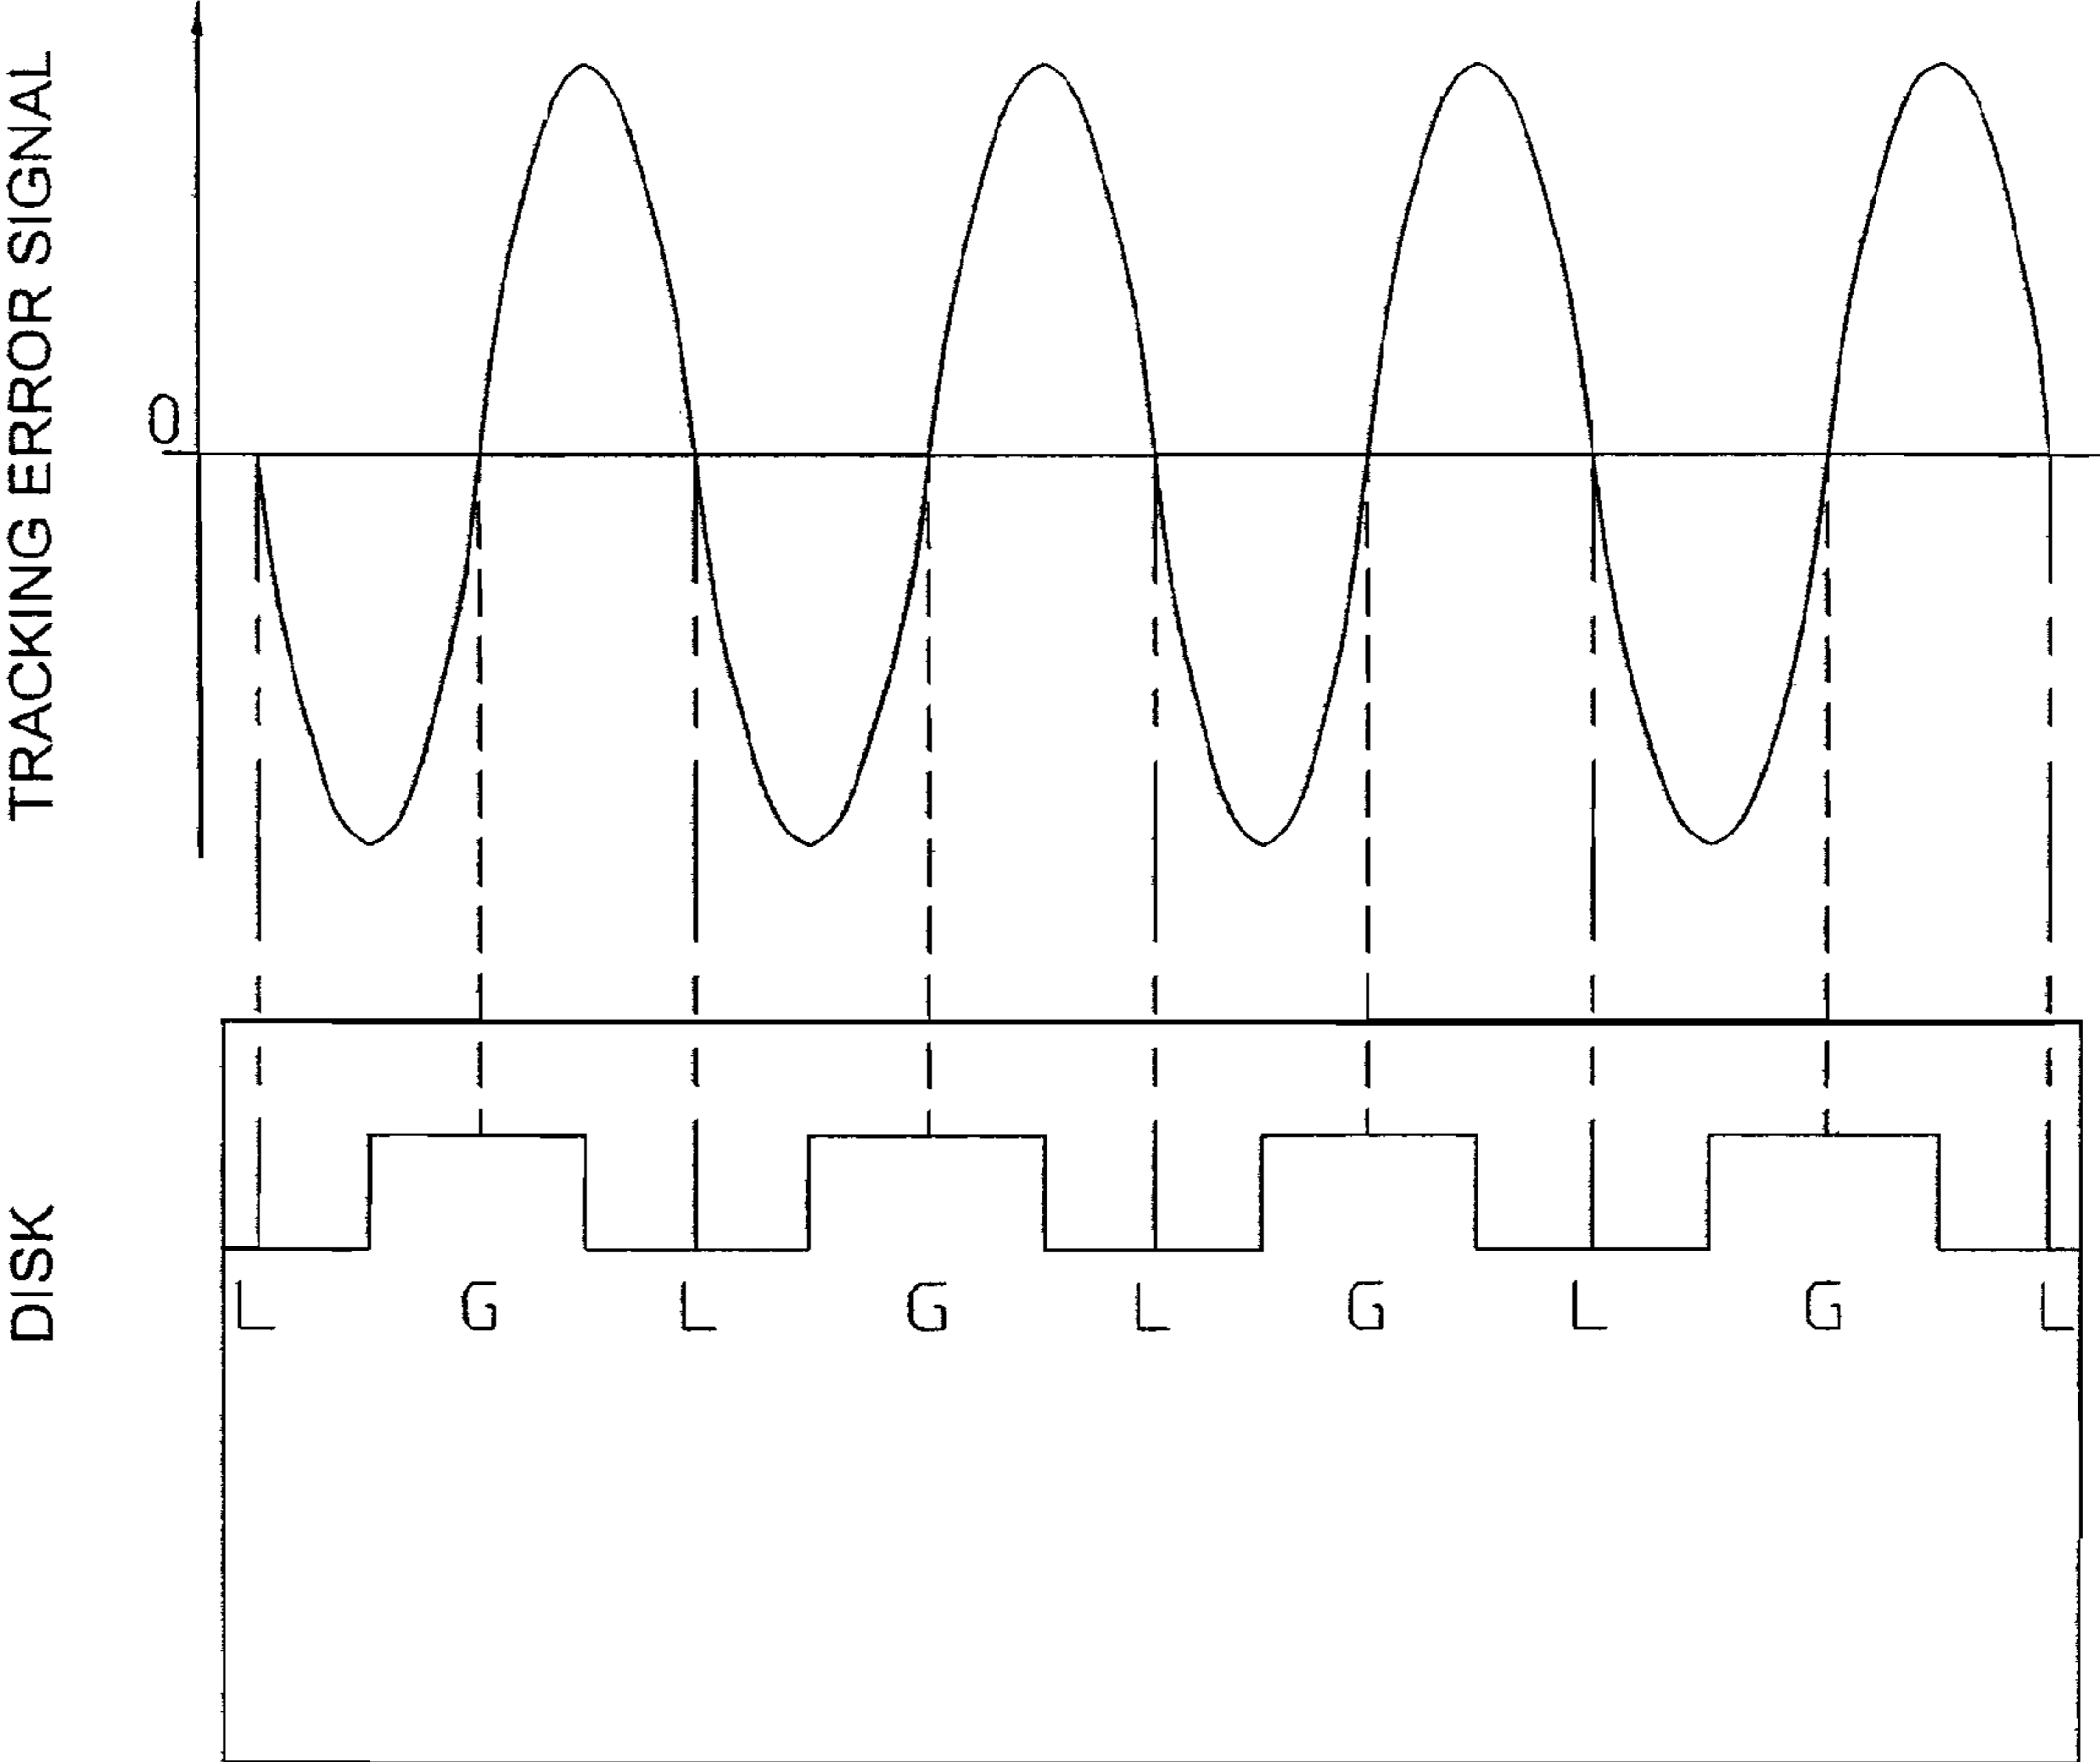 TRACKING ERROR SIGNAL
0
DISK
L G L G L G L G L